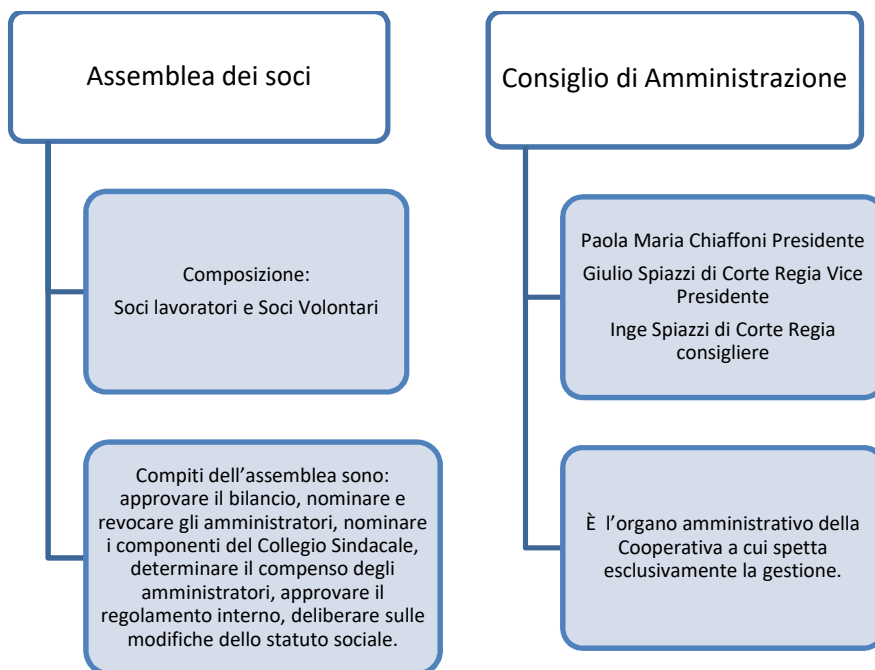 Assemblea dei soci
Composizione:
Soci lavoratori e Soci Volontari
Compiti dell'assemblea sono:
approvare il bilancio, nominare e
revocare gli amministratori, nominare
i componenti del Collegio Sindacale,
determinare il compenso degli
amministratori, approvare il
regolamento interno, deliberare sulle
modifiche dello statuto sociale.
Consiglio di Amministrazione
Paola Maria Chiaffoni Presidente
Giulio Spiazzi di Corte Regia Vice
Presidente
Inge Spiazzi di Corte Regia
consigliere
È l'organo amministrativo della
Cooperativa a cui spetta
esclusivamente la gestione.